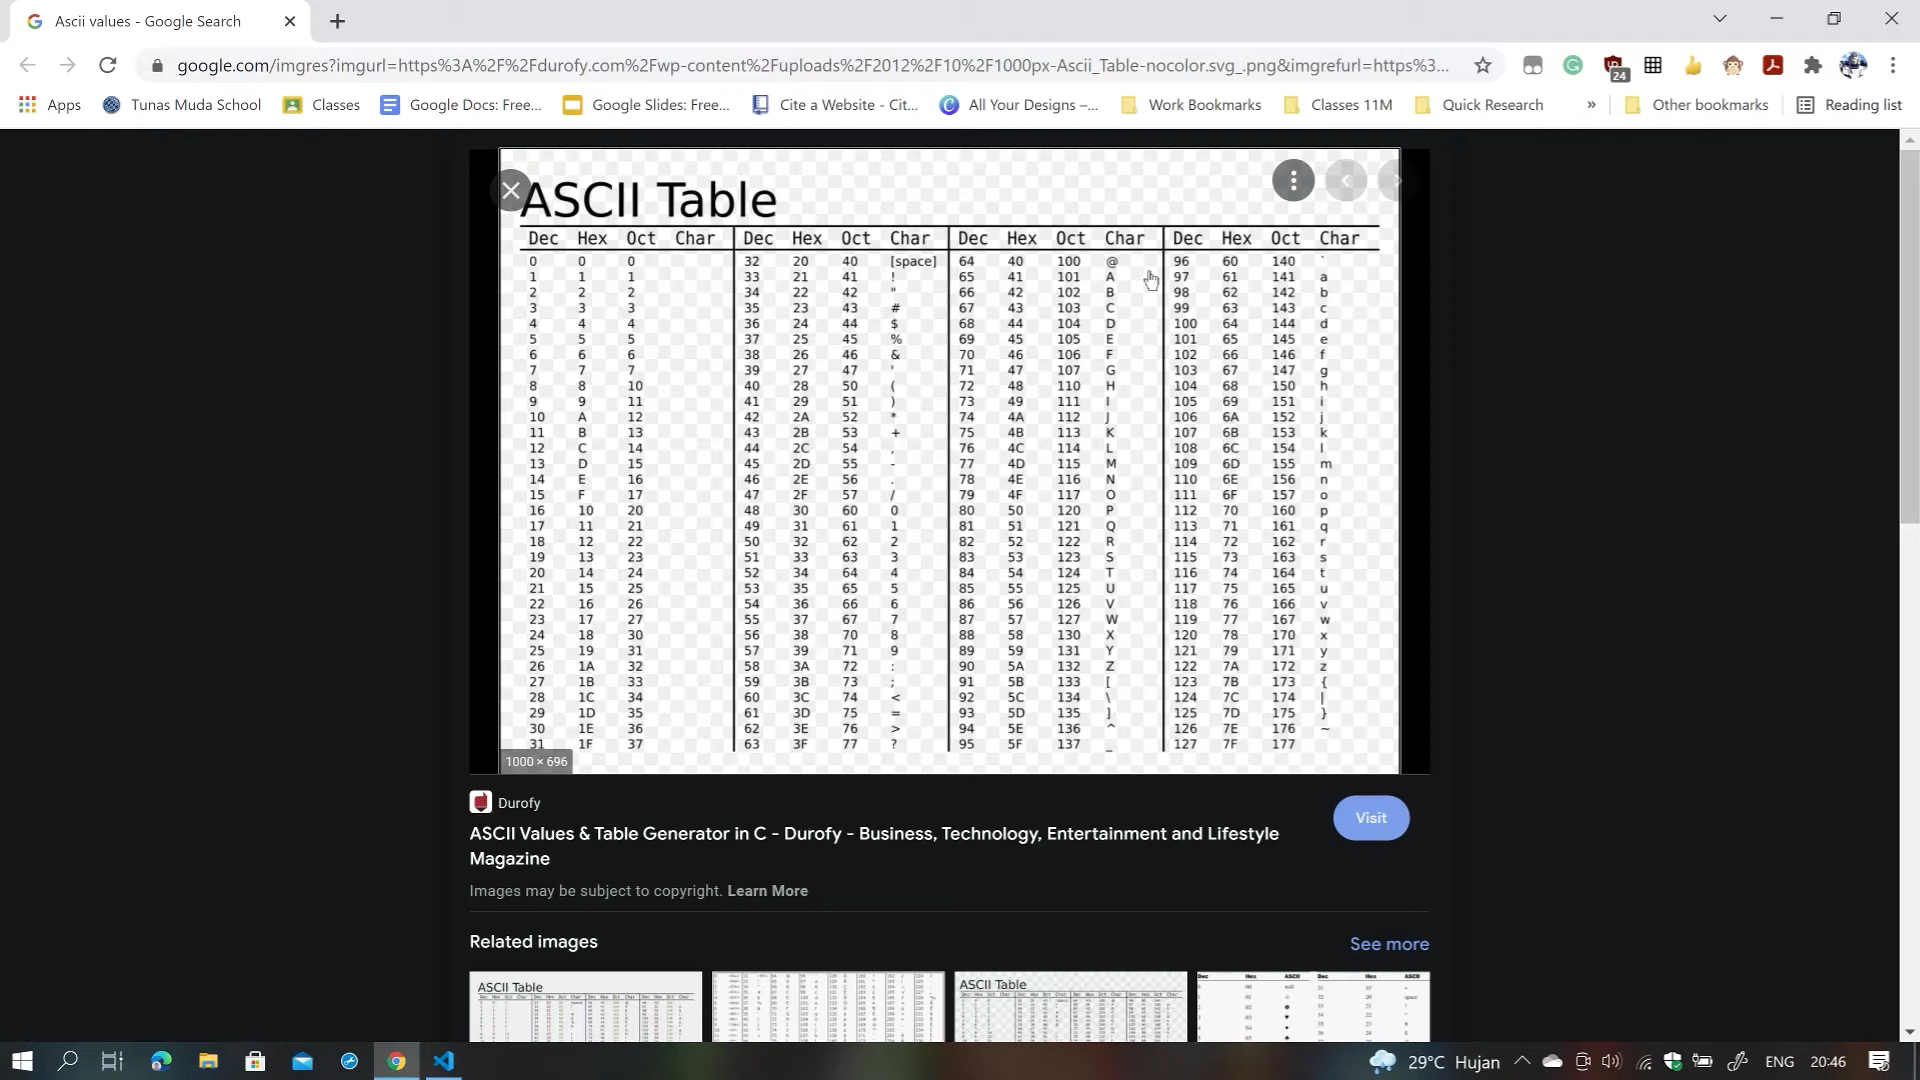 Ascii values - Google Search
google.com/imgres?imgurl=https%3A%2F%2Fdurofy.com%2Fwp-content%2Fuploads%2F2012%2F10%2F1000px-Ascii_Table-nocolor.svg_.png&imgrefurl=https%3...
24
Apps Tunas Muda School Classes Google Docs: Free... Google Slides: Free... Cite a Website - Cit... All Your Designs –... Work Bookmarks Classes 11M Quick Research » Other bookmarks Reading list
ASCII Table
Dec Hex Oct Char Dec Hex Oct Char Dec Hex Oct Char Dec Hex Oct Char
0 0 0 32 20 40 [space] 64 40 100 @ 96 60 140 `
1 1 1 33 21 41 ! 65 41 101 A 97 61 141 a
2 2 2 34 22 42 " 66 42 102 B 98 62 142 b
3 3 3 35 23 43 # 67 43 103 C 99 63 143 c
4 4 4 36 24 44 $ 68 44 104 D 100 64 144 d
5 5 5 37 25 45 % 69 45 105 E 101 65 145 e
6 6 6 38 26 46 & 70 46 106 F 102 66 146 f
7 7 7 39 27 47 ' 71 47 107 G 103 67 147 g
8 8 10 40 28 50 ( 72 48 110 H 104 68 150 h
9 9 11 41 29 51 ) 73 49 111 I 105 69 151 i
10 A 12 42 2A 52 * 74 4A 112 J 106 6A 152 j
11 B 13 43 2B 53 + 75 4B 113 K 107 6B 153 k
12 C 14 44 2C 54 , 76 4C 114 L 108 6C 154 l
13 D 15 45 2D 55 - 77 4D 115 M 109 6D 155 m
14 E 16 46 2E 56 . 78 4E 116 N 110 6E 156 n
15 F 17 47 2F 57 / 79 4F 117 O 111 6F 157 o
16 10 20 48 30 60 0 80 50 120 P 112 70 160 p
17 11 21 49 31 61 1 81 51 121 Q 113 71 161 q
18 12 22 50 32 62 2 82 52 122 R 114 72 162 r
19 13 23 51 33 63 3 83 53 123 S 115 73 163 s
20 14 24 52 34 64 4 84 54 124 T 116 74 164 t
21 15 25 53 35 65 5 85 55 125 U 117 75 165 u
22 16 26 54 36 66 6 86 56 126 V 118 76 166 v
23 17 27 55 37 67 7 87 57 127 W 119 77 167 w
24 18 30 56 38 70 8 88 58 130 X 120 78 170 x
25 19 31 57 39 71 9 89 59 131 Y 121 79 171 y
26 1A 32 58 3A 72 : 90 5A 132 Z 122 7A 172 z
27 1B 33 59 3B 73 ; 91 5B 133 [ 123 7B 173 {
28 1C 34 60 3C 74 < 92 5C 134 \ 124 7C 174 |
29 1D 35 61 3D 75 = 93 5D 135 ] 125 7D 175 }
30 1E 36 62 3E 76 > 94 5E 136 ^ 126 7E 176 ~
31 1F 37 63 3F 77 ? 95 5F 137 _ 127 7F 177
1000 × 696
Durofy
Visit
ASCII Values & Table Generator in C - Durofy - Business, Technology, Entertainment and Lifestyle
Magazine
Images may be subject to copyright. Learn More
Related images See more
ASCII Table
ASCII Table
Dec Hex ASCII Dec Hex ASCII
29°C Hujan ENG 20:46